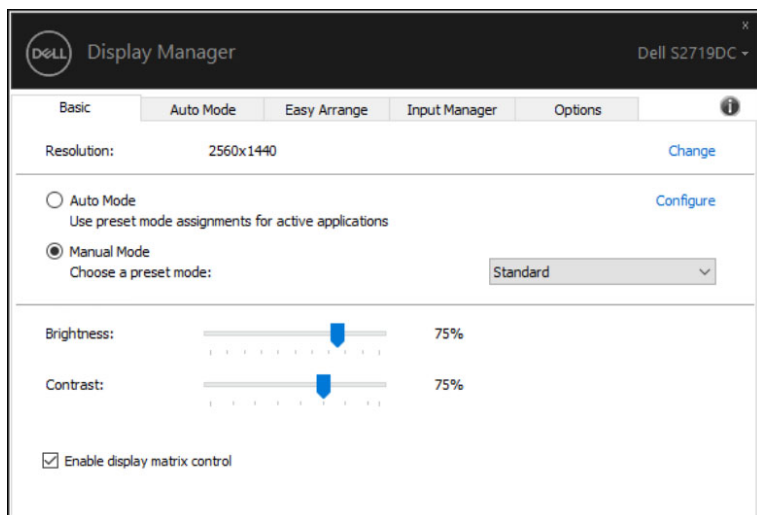 x
DELL Display Manager Dell S2719DC
Basic Auto Mode Easy Arrange Input Manager Options i
Resolution: 2560x1440 Change
Auto Mode Configure
Use preset mode assignments for active applications
Manual Mode
Choose a preset mode: Standard
Brightness: 75%
Contrast: 75%
Enable display matrix control